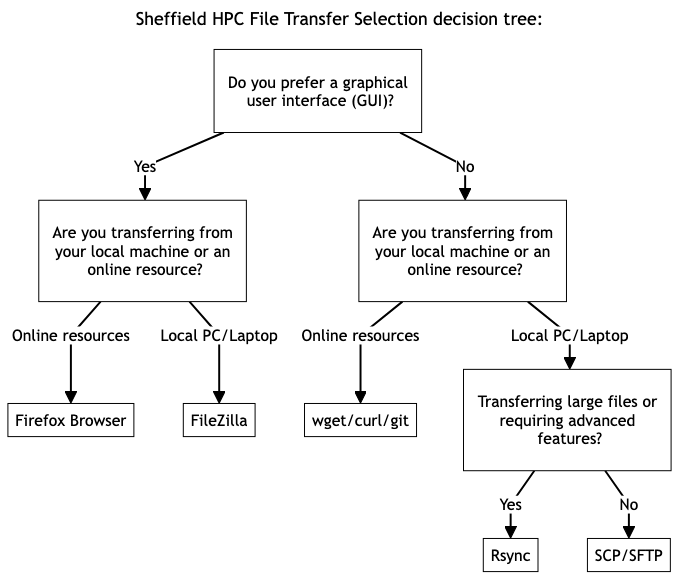 Sheffield HPC File Transfer Selection decision tree:
Do you prefer a graphical
user interface (GUI)?
Yes
No
Are you transferring from
your local machine or an
online resource?
Are you transferring from
your local machine or an
online resource?
Online resources
Local PC/Laptop
Online resources
Local PC/Laptop
Firefox Browser
FileZilla
wget/curl/git
Transferring large files or
requiring advanced
features?
Yes
No
Rsync
SCP/SFTP